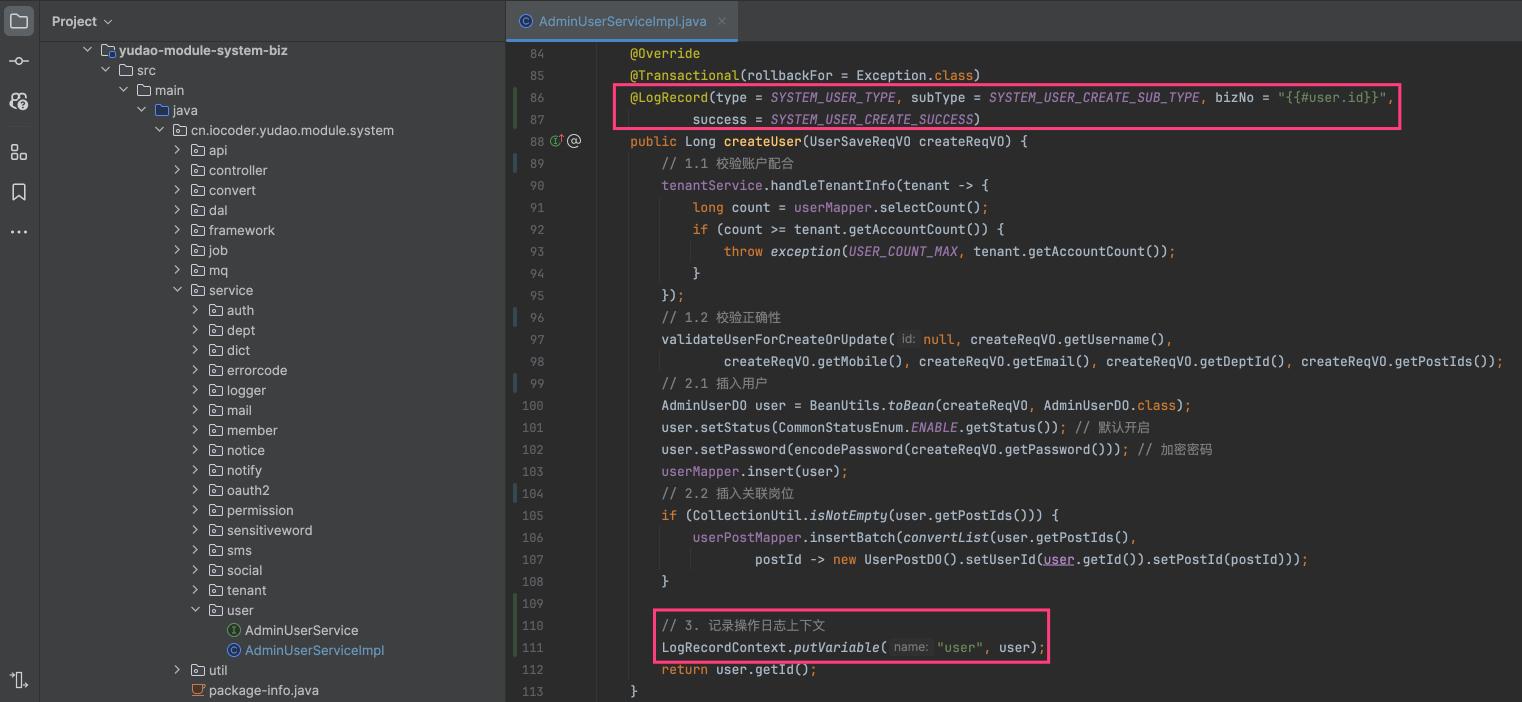 Project
AdminUserServiceImpl.java
yudao-module-system-biz
src
main
java
cn.iocoder.yudao.module.system
api
controller
convert
dal
framework
job
mq
service
auth
dept
dict
errorcode
logger
mail
member
notice
notify
oauth2
permission
sensitiveword
sms
social
tenant
user
AdminUserService
AdminUserServiceImpl
util
package-info.java
84 @Override
85 @Transactional(rollbackFor = Exception.class)
86 @LogRecord(type = SYSTEM_USER_TYPE, subType = SYSTEM_USER_CREATE_SUB_TYPE, bizNo = "{{#user.id}}",
87 success = SYSTEM_USER_CREATE_SUCCESS)
88 public Long createUser(UserSaveReqVO createReqVO) {
89 // 1.1 校验账户配合
90 tenantService.handleTenantInfo(tenant -> {
91 long count = userMapper.selectCount();
92 if (count >= tenant.getAccountCount()) {
93 throw exception(USER_COUNT_MAX, tenant.getAccountCount());
94 }
95 });
96 // 1.2 校验正确性
97 validateUserForCreateOrUpdate( id: null, createReqVO.getUsername(),
98 createReqVO.getMobile(), createReqVO.getEmail(), createReqVO.getDeptId(), createReqVO.getPostIds());
99 // 2.1 插入用户
100 AdminUserDO user = BeanUtils.toBean(createReqVO, AdminUserDO.class);
101 user.setStatus(CommonStatusEnum.ENABLE.getStatus()); // 默认开启
102 user.setPassword(encodePassword(createReqVO.getPassword())); // 加密密码
103 userMapper.insert(user);
104 // 2.2 插入关联岗位
105 if (CollectionUtil.isNotEmpty(user.getPostIds())) {
106 userPostMapper.insertBatch(convertList(user.getPostIds(),
107 postId -> new UserPostDO().setUserId(user.getId()).setPostId(postId)));
108 }
109
110 // 3. 记录操作日志上下文
111 LogRecordContext.putVariable( name: "user", user);
112 return user.getId();
113 }